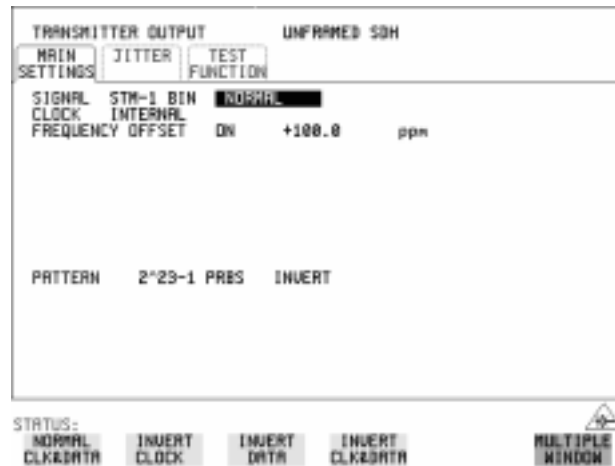 TRANSMITTER OUTPUT UNFRAMED SDH
MAIN SETTINGS JITTER TEST FUNCTION
SIGNAL STM-1 BIN NORMAL
CLOCK INTERNAL
FREQUENCY OFFSET ON +100.0 ppm
PATTERN 2^23-1 PRBS INVERT
STATUS:
NORMAL CLK&DATA INVERT CLOCK INVERT DATA INVERT CLK&DATA MULTIPLE WINDOW